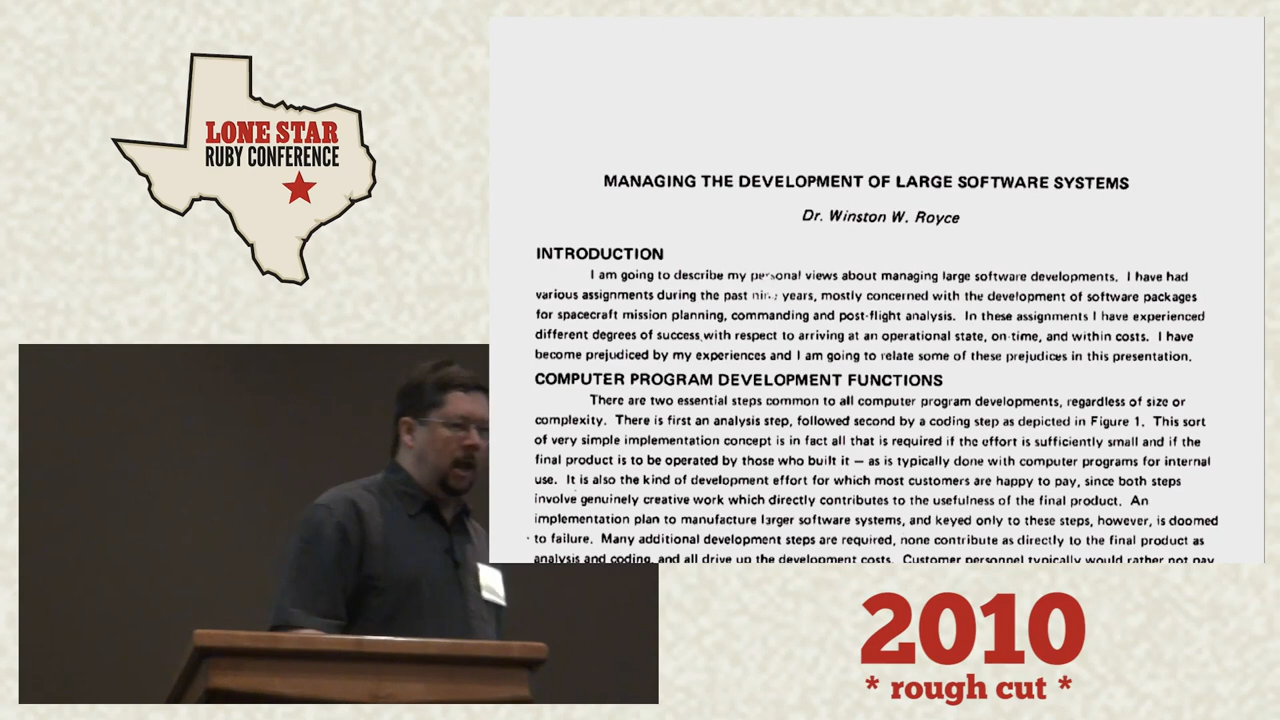 LONE STAR
RUBY CONFERENCE
MANAGING THE DEVELOPMENT OF LARGE SOFTWARE SYSTEMS
Dr. Winston W. Royce
INTRODUCTION
I am going to describe my personal views about managing large software developments. I have had
various assignments during the past nine years, mostly concerned with the development of software packages
for spacecraft mission planning, commanding and post-flight analysis. In these assignments I have experienced
different degrees of success with respect to arriving at an operational state, on-time, and within costs. I have
become prejudiced by my experiences and I am going to relate some of these prejudices in this presentation.
COMPUTER PROGRAM DEVELOPMENT FUNCTIONS
There are two essential steps common to all computer program developments, regardless of size or
complexity. There is first an analysis step, followed second by a coding step as depicted in Figure 1. This sort
of very simple implementation concept is in fact all that is required if the effort is sufficiently small and if the
final product is to be operated by those who built it — as is typically done with computer programs for internal
use. It is also the kind of development effort for which most customers are happy to pay, since both steps
involve genuinely creative work which directly contributes to the usefulness of the final product. An
implementation plan to manufacture larger software systems, and keyed only to these steps, however, is doomed
to failure. Many additional development steps are required, none contribute as directly to the final product as
analysis and coding, and all drive up the development costs. Customer personnel typically would rather not pay
2010
* rough cut *